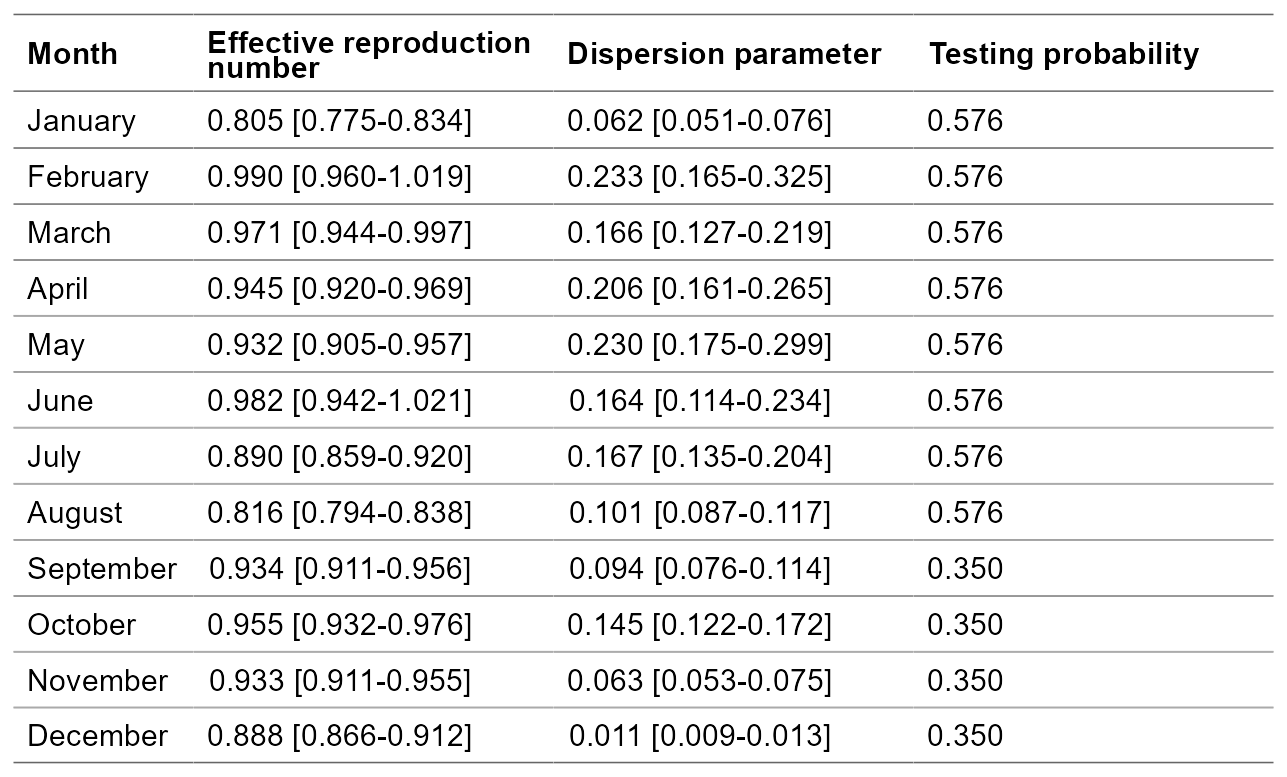 Month Effective reproduction number Dispersion parameter Testing probability
January 0.805 [0.775-0.834] 0.062 [0.051-0.076] 0.576
February 0.990 [0.960-1.019] 0.233 [0.165-0.325] 0.576
March 0.971 [0.944-0.997] 0.166 [0.127-0.219] 0.576
April 0.945 [0.920-0.969] 0.206 [0.161-0.265] 0.576
May 0.932 [0.905-0.957] 0.230 [0.175-0.299] 0.576
June 0.982 [0.942-1.021] 0.164 [0.114-0.234] 0.576
July 0.890 [0.859-0.920] 0.167 [0.135-0.204] 0.576
August 0.816 [0.794-0.838] 0.101 [0.087-0.117] 0.576
September 0.934 [0.911-0.956] 0.094 [0.076-0.114] 0.350
October 0.955 [0.932-0.976] 0.145 [0.122-0.172] 0.350
November 0.933 [0.911-0.955] 0.063 [0.053-0.075] 0.350
December 0.888 [0.866-0.912] 0.011 [0.009-0.013] 0.350